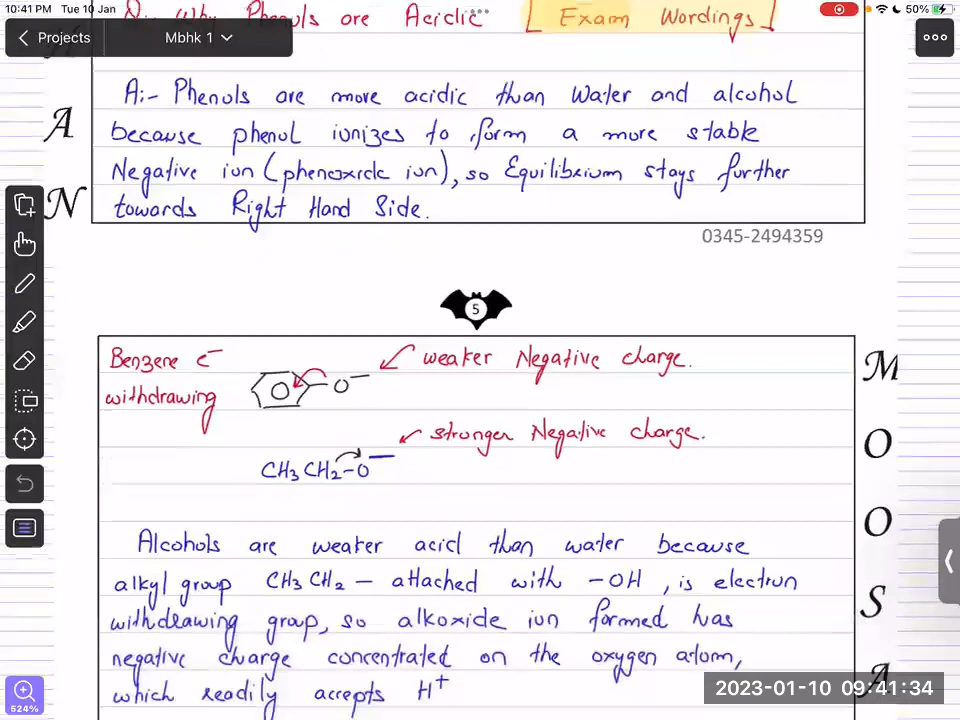 10:41 PM Tue 10 Jan
50%
Why Phenols are Acidic [Exam Wordings]
Projects
Mbhk 1
A:- Phenols are more acidic than Water and alcohol
because phenol ionizes to form a more stable
Negative ion (phenoxide ion), so Equilibrium stays further
towards Right Hand Side.
A
N
0345-2494359
5
Benzene e−
withdrawing
O−
weaker Negative charge.
stronger Negative charge.
CH3 CH2−O−
Alcohols are weaker acid than water because
alkyl group CH3 CH2 − attached with −OH, is electron
withdrawing group, so alkoxide ion formed has
negative charge concentrated on the oxygen atom,
which readily accepts H+
M
O
O
S
A
524%
2023-01-10 09:41:34